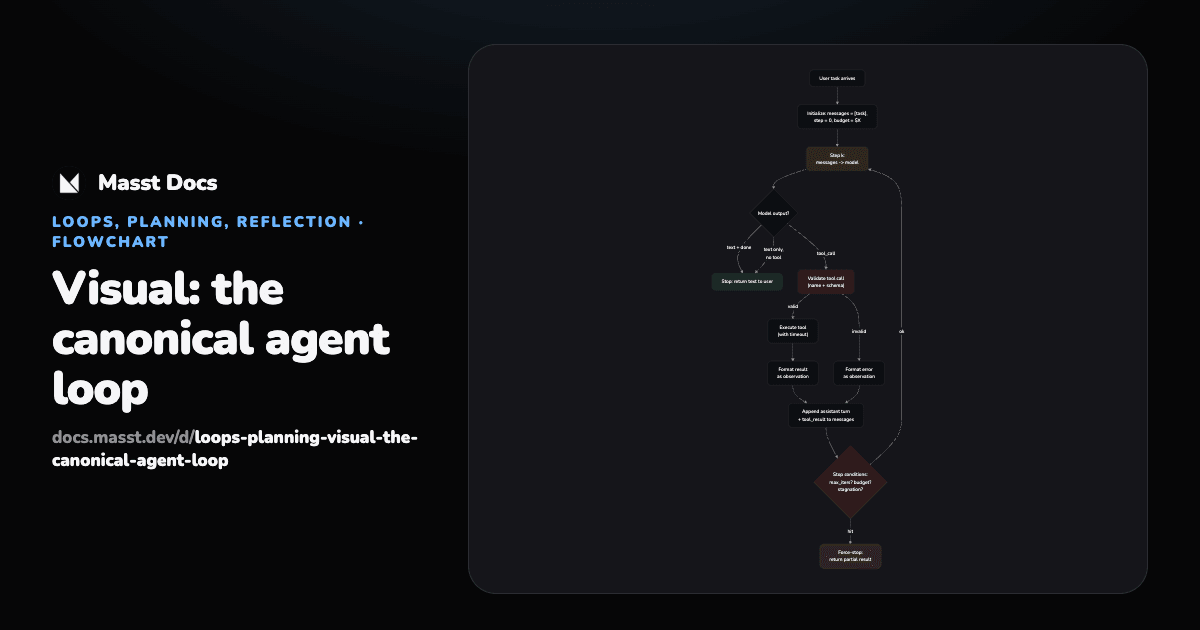 Masst Docs
LOOPS, PLANNING, REFLECTION ·
FLOWCHART
Visual: the
canonical agent
loop
docs.masst.dev/d/loops-planning-visual-the-
canonical-agent-loop
User task arrives
Initialize: messages = [task],
step = 0, budget = $X
Step k:
messages -> model
Model output?
text + done
text only,
no tool
tool_call
Stop: return text to user
Validate tool call
(name + schema)
valid
invalid
ok
Execute tool
(with timeout)
Format result
as observation
Format error
as observation
Append assistant turn
+ tool_result to messages
Stop conditions:
max_iters? budget?
stagnation?
hit
Force-stop:
return partial result